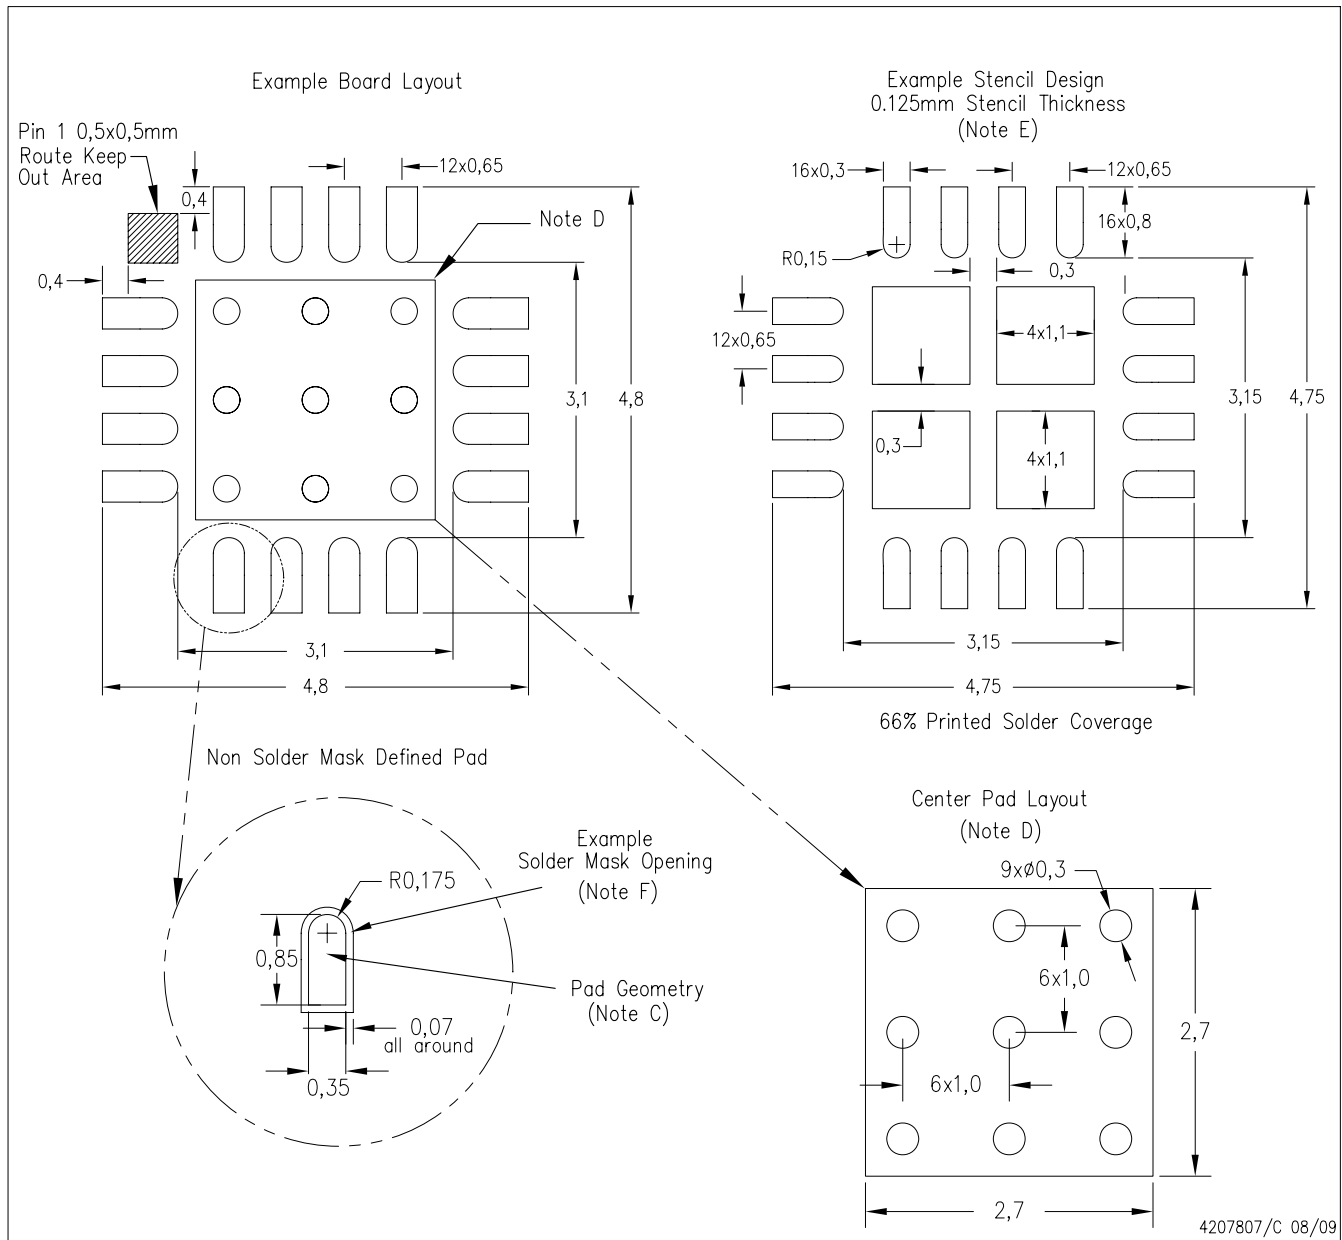 Example Board Layout
Pin 1 0,5x0,5mm
Route Keep
Out Area
0,4
0,4
12x0,65
Note D
3,1
4,8
3,1
4,8
Example Stencil Design
0.125mm Stencil Thickness
(Note E)
16x0,3
12x0,65
16x0,8
R0,15
0,3
12x0,65
4x1,1
0,3
4x1,1
3,15
4,75
3,15
4,75
66% Printed Solder Coverage
Non Solder Mask Defined Pad
Example
Solder Mask Opening
(Note F)
R0,175
0,85
Pad Geometry
(Note C)
0,07
all around
0,35
Center Pad Layout
(Note D)
9xø0,3
6x1,0
6x1,0
2,7
2,7
4207807/C 08/09